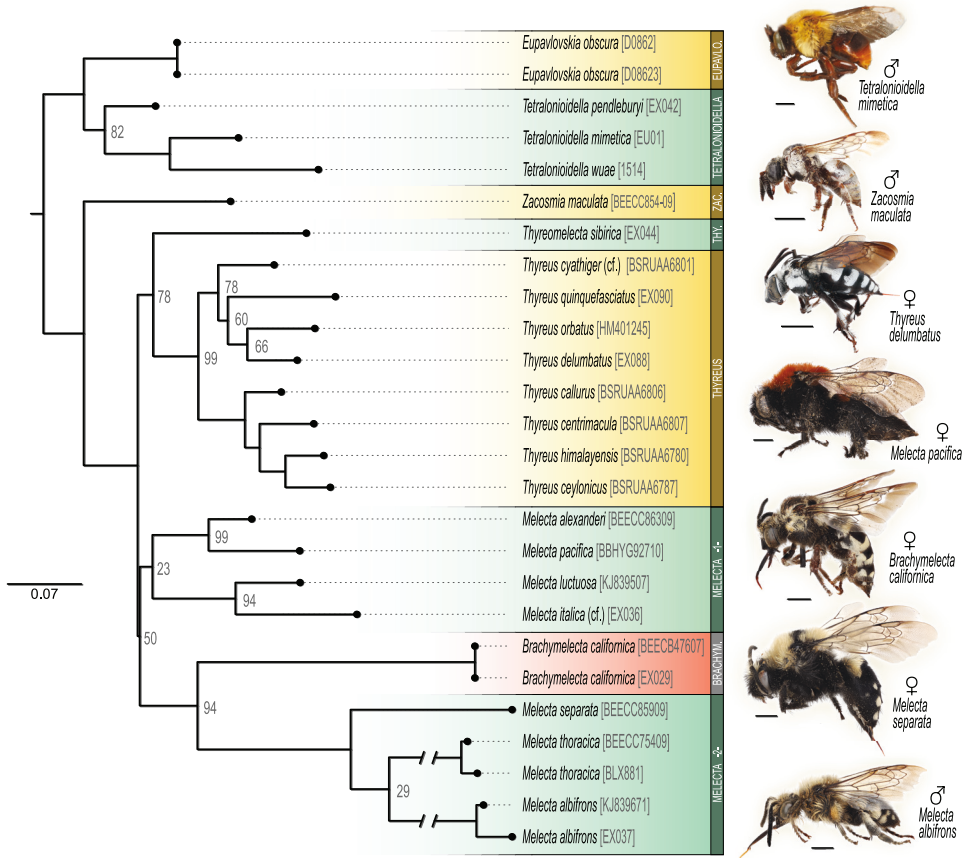 Eupavlovskia obscura [D0862]
Eupavlovskia obscura [D08623]
EUPAVLO.
Tetralonioidella pendleburyi [EX042]
82
Tetralonioidella mimetica [EU01]
Tetralonioidella wuae [1514]
TETRALONIOIDELLA
Zacosmia maculata [BEECC854-09]
ZAC.
Thyreomelecta sibirica [EX044]
THY.
Thyreus cyathiger (cf.) [BSRUAA6801]
78
78
Thyreus quinquefasciatus [EX090]
60
Thyreus orbatus [HM401245]
66
99
Thyreus delumbatus [EX088]
Thyreus callurus [BSRUAA6806]
Thyreus centrimacula [BSRUAA6807]
Thyreus himalayensis [BSRUAA6780]
Thyreus ceylonicus [BSRUAA6787]
THYREUS
Melecta alexanderi [BEECC86309]
99
Melecta pacifica [BBHYG92710]
23
Melecta luctuosa [KJ839507]
94
Melecta italica (cf.) [EX036]
MELECTA -1-
0.07
50
Brachymelecta californica [BEECB47607]
Brachymelecta californica [EX029]
BRACHYM.
94
Melecta separata [BEECC85909]
Melecta thoracica [BEECC75409]
Melecta thoracica [BLX881]
29
Melecta albifrons [KJ839671]
Melecta albifrons [EX037]
MELECTA -2-
♂
Tetralonioidella
mimetica
♂
Zacosmia
maculata
♀
Thyreus
delumbatus
♀
Melecta pacifica
♀
Brachymelecta
californica
♀
Melecta
separata
♂
Melecta
albifrons